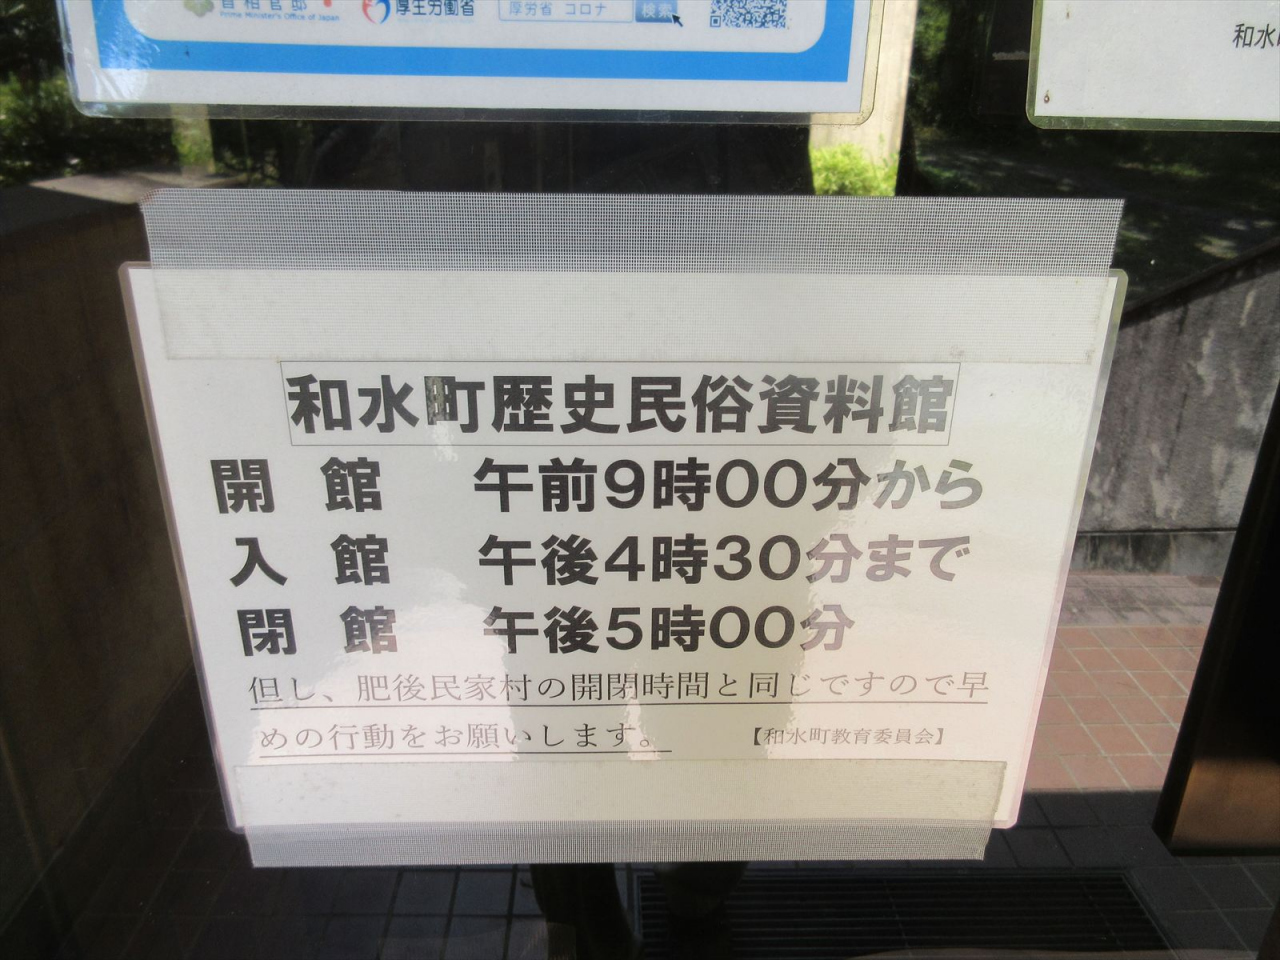 首相官邸
Prime Minister's Office of Japan
厚生労働省
厚労省 コロナ
検索
和水
和水町歴史民俗資料館
開 館 午前9時00分から
入 館 午後4時30分まで
閉 館 午後5時00分
但し、肥後民家村の開閉時間と同じですので早
めの行動をお願いします。 【和水町教育委員会】